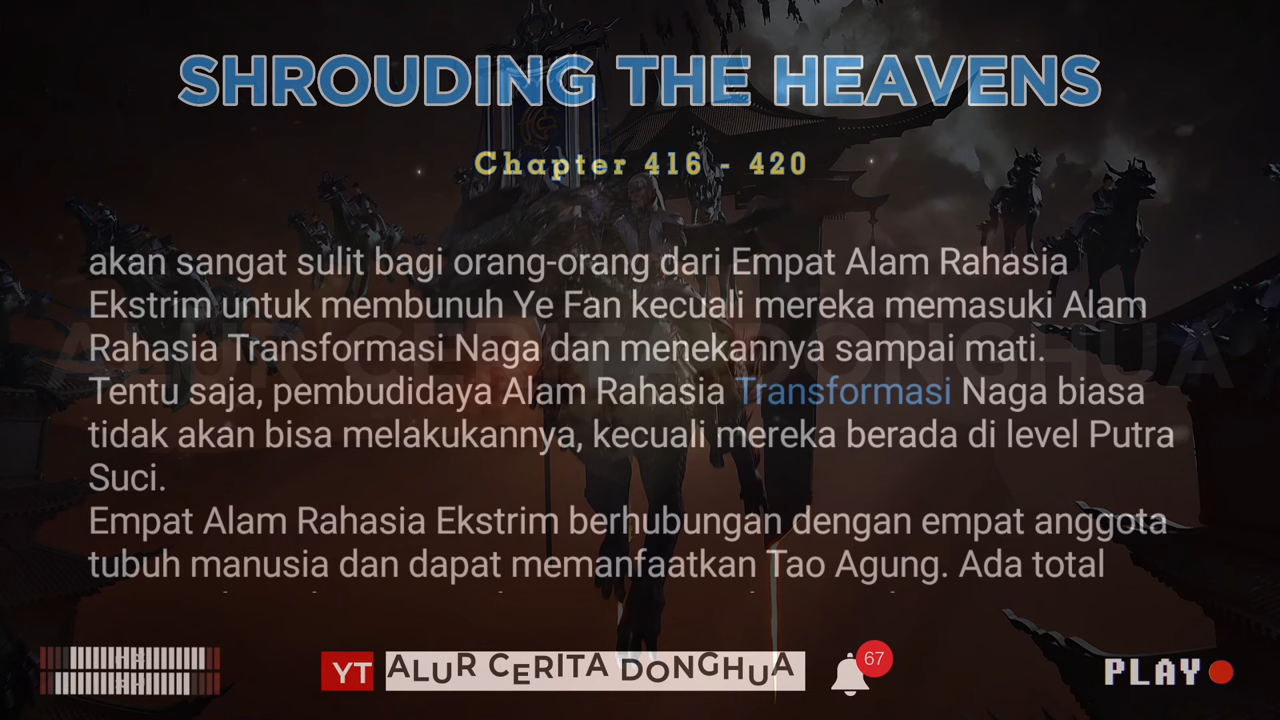 SHROUDING THE HEAVENS
Chapter 416 - 420
akan sangat sulit bagi orang-orang dari Empat Alam Rahasia
Ekstrim untuk membunuh Ye Fan kecuali mereka memasuki Alam
Rahasia Transformasi Naga dan menekannya sampai mati.
Tentu saja, pembudidaya Alam Rahasia Transformasi Naga biasa
tidak akan bisa melakukannya, kecuali mereka berada di level Putra
Suci.
Empat Alam Rahasia Ekstrim berhubungan dengan empat anggota
tubuh manusia dan dapat memanfaatkan Tao Agung. Ada total
YT ALUR CERITA DONGHUA
67
PLAY